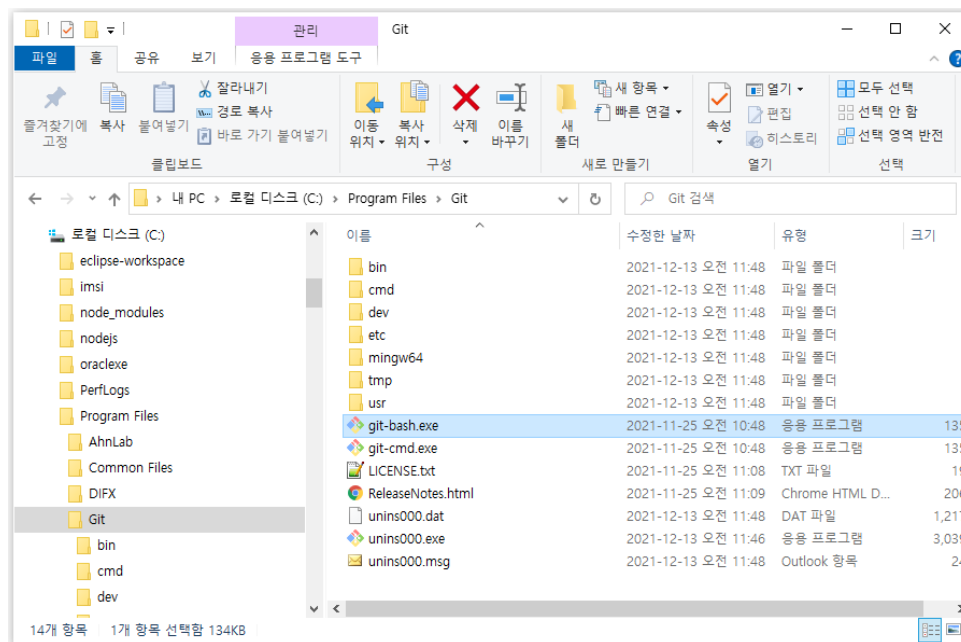 관리 Git
파일 홈 공유 보기 응용 프로그램 도구
즐겨찾기에 고정
복사
붙여넣기
잘라내기
경로 복사
바로 가기 붙여넣기
클립보드
이동 위치
복사 위치
삭제
이름 바꾸기
구성
새 폴더
새 항목
빠른 연결
새로 만들기
속성
열기
편집
히스토리
열기
모두 선택
선택 안 함
선택 영역 반전
선택
내 PC > 로컬 디스크 (C:) > Program Files > Git
Git 검색
로컬 디스크 (C:)
eclipse-workspace
imsi
node_modules
nodejs
oraclexe
PerfLogs
Program Files
AhnLab
Common Files
DIFX
Git
bin
cmd
dev
이름 수정한 날짜 유형 크기
bin 2021-12-13 오전 11:48 파일 폴더
cmd 2021-12-13 오전 11:48 파일 폴더
dev 2021-12-13 오전 11:48 파일 폴더
etc 2021-12-13 오전 11:48 파일 폴더
mingw64 2021-12-13 오전 11:48 파일 폴더
tmp 2021-12-13 오전 11:48 파일 폴더
usr 2021-12-13 오전 11:48 파일 폴더
git-bash.exe 2021-11-25 오전 10:48 응용 프로그램 135
git-cmd.exe 2021-11-25 오전 10:48 응용 프로그램 135
LICENSE.txt 2021-11-25 오전 11:08 TXT 파일 19
ReleaseNotes.html 2021-11-25 오전 11:09 Chrome HTML D... 206
unins000.dat 2021-12-13 오전 11:48 DAT 파일 1,217
unins000.exe 2021-12-13 오전 11:46 응용 프로그램 3,039
unins000.msg 2021-12-13 오전 11:48 Outlook 항목 24
14개 항목 1개 항목 선택함 134KB